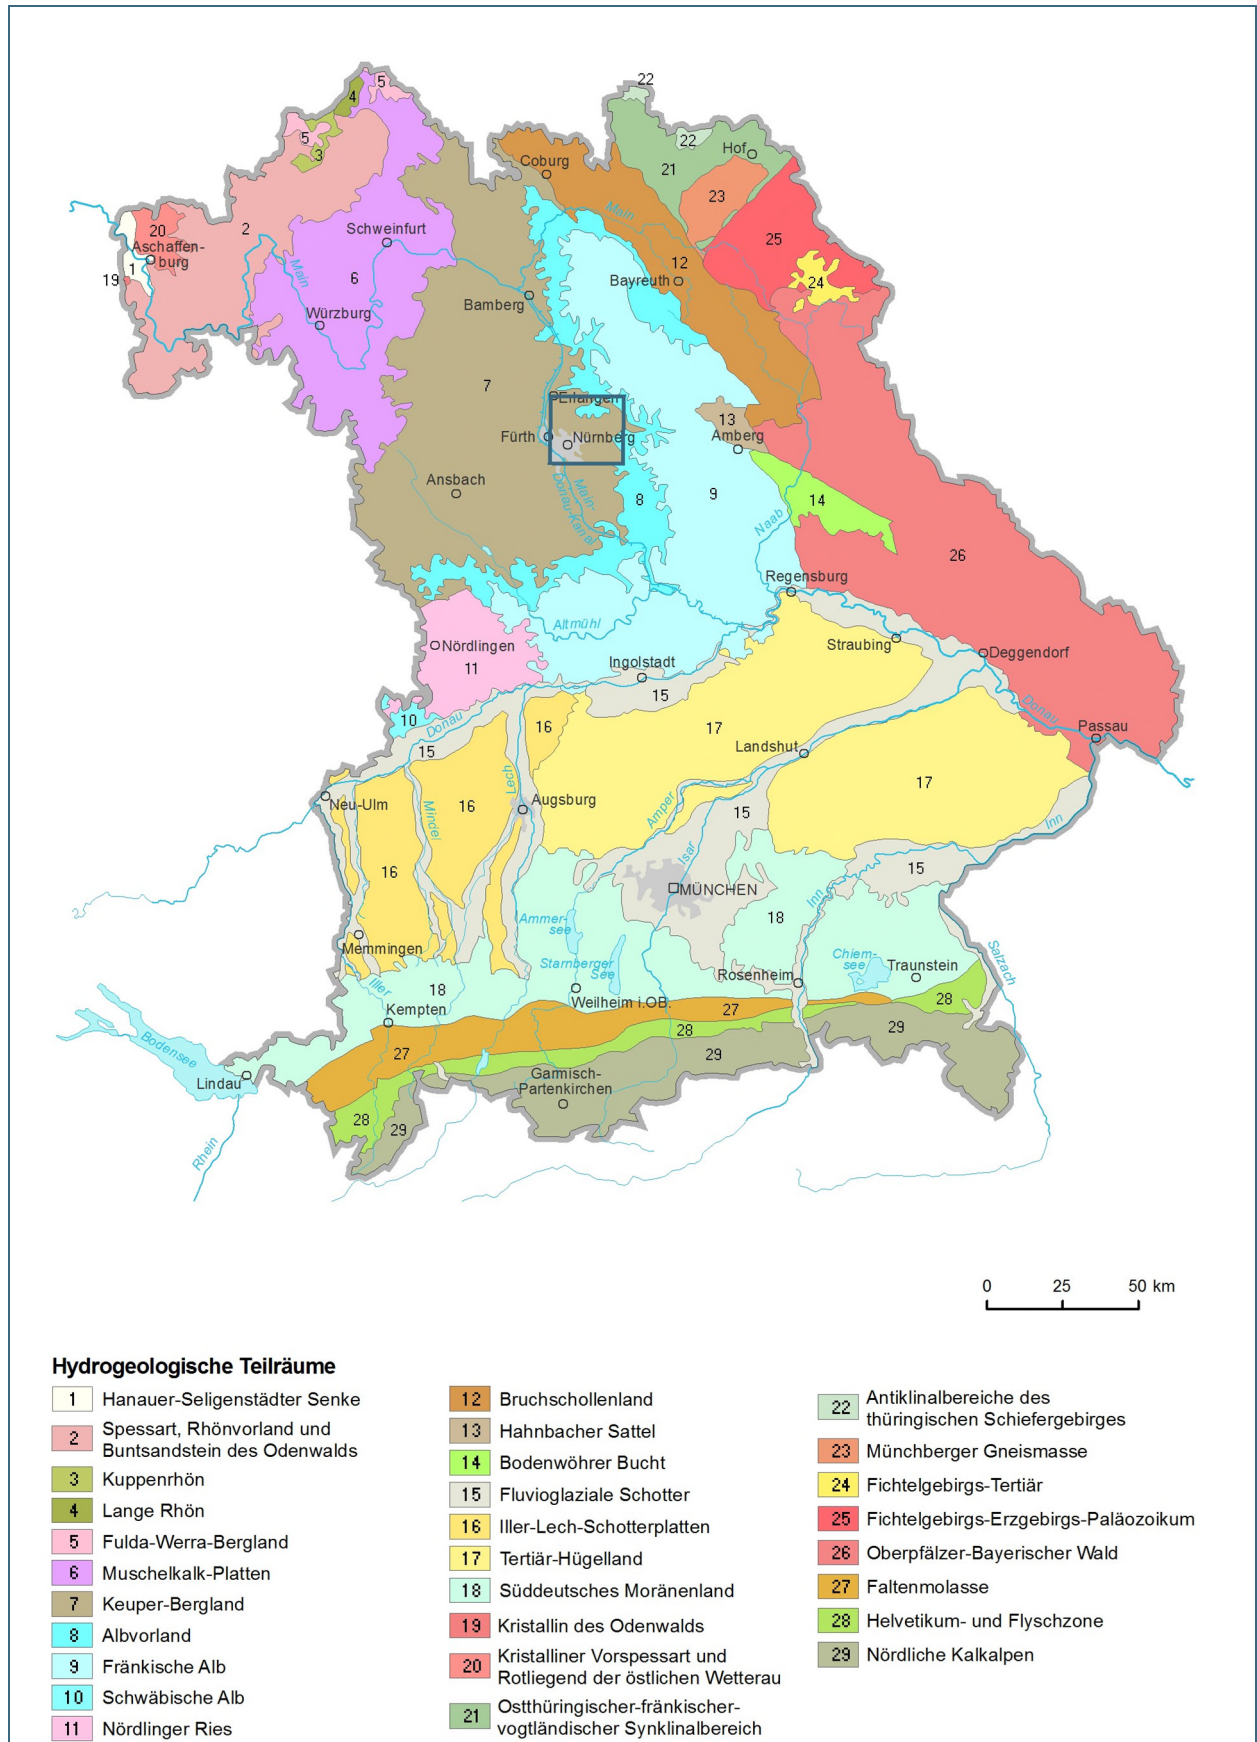 22
5
4
5
3
22
Hof
21
23
Coburg
Main
20
2
Aschaffen-
burg
1
19
Schweinfurt
Main
6
Würzburg
25
24
12
Bayreuth
Bamberg
7
Erlangen
Fürth
Nürnberg
13
Amberg
Ansbach
Main-
Donau-Kanal
8
9
14
Naab
26
Regensburg
Altmühl
Straubing
Nördlingen
11
Deggendorf
Ingolstadt
15
Donau
10
Donau
15
16
17
Landshut
Passau
17
Neu-Ulm
Mindel
16
Lech
Augsburg
Amper
15
Isar
Inn
15
16
MÜNCHEN
Inn
18
Ammer-
see
Memmingen
Starnberger
See
Chiem-
see
Traunstein
Salzach
Rosenheim
Iller
18
Kempten
Weilheim i.OB.
27
28
28
29
Bodensee
27
29
Lindau
Garmisch-
Partenkirchen
28
29
Rhein
0 25 50 km
Hydrogeologische Teilräume
1 Hanauer-Seligenstädter Senke
2 Spessart, Rhönvorland und
Buntsandstein des Odenwalds
3 Kuppenrhön
4 Lange Rhön
5 Fulda-Werra-Bergland
6 Muschelkalk-Platten
7 Keuper-Bergland
8 Albvorland
9 Fränkische Alb
10 Schwäbische Alb
11 Nördlinger Ries
12 Bruchschollenland
13 Hahnbacher Sattel
14 Bodenwöhrer Bucht
15 Fluvioglaziale Schotter
16 Iller-Lech-Schotterplatten
17 Tertiär-Hügelland
18 Süddeutsches Moränenland
19 Kristallin des Odenwalds
20 Kristalliner Vorspessart und
Rotliegend der östlichen Wetterau
21 Ostthüringischer-fränkischer-
vogtländischer Synklinalbereich
22 Antiklinalbereiche des
thüringischen Schiefergebirges
23 Münchberger Gneismasse
24 Fichtelgebirgs-Tertiär
25 Fichtelgebirgs-Erzgebirgs-Paläozoikum
26 Oberpfälzer-Bayerischer Wald
27 Faltenmolasse
28 Helvetikum- und Flyschzone
29 Nördliche Kalkalpen